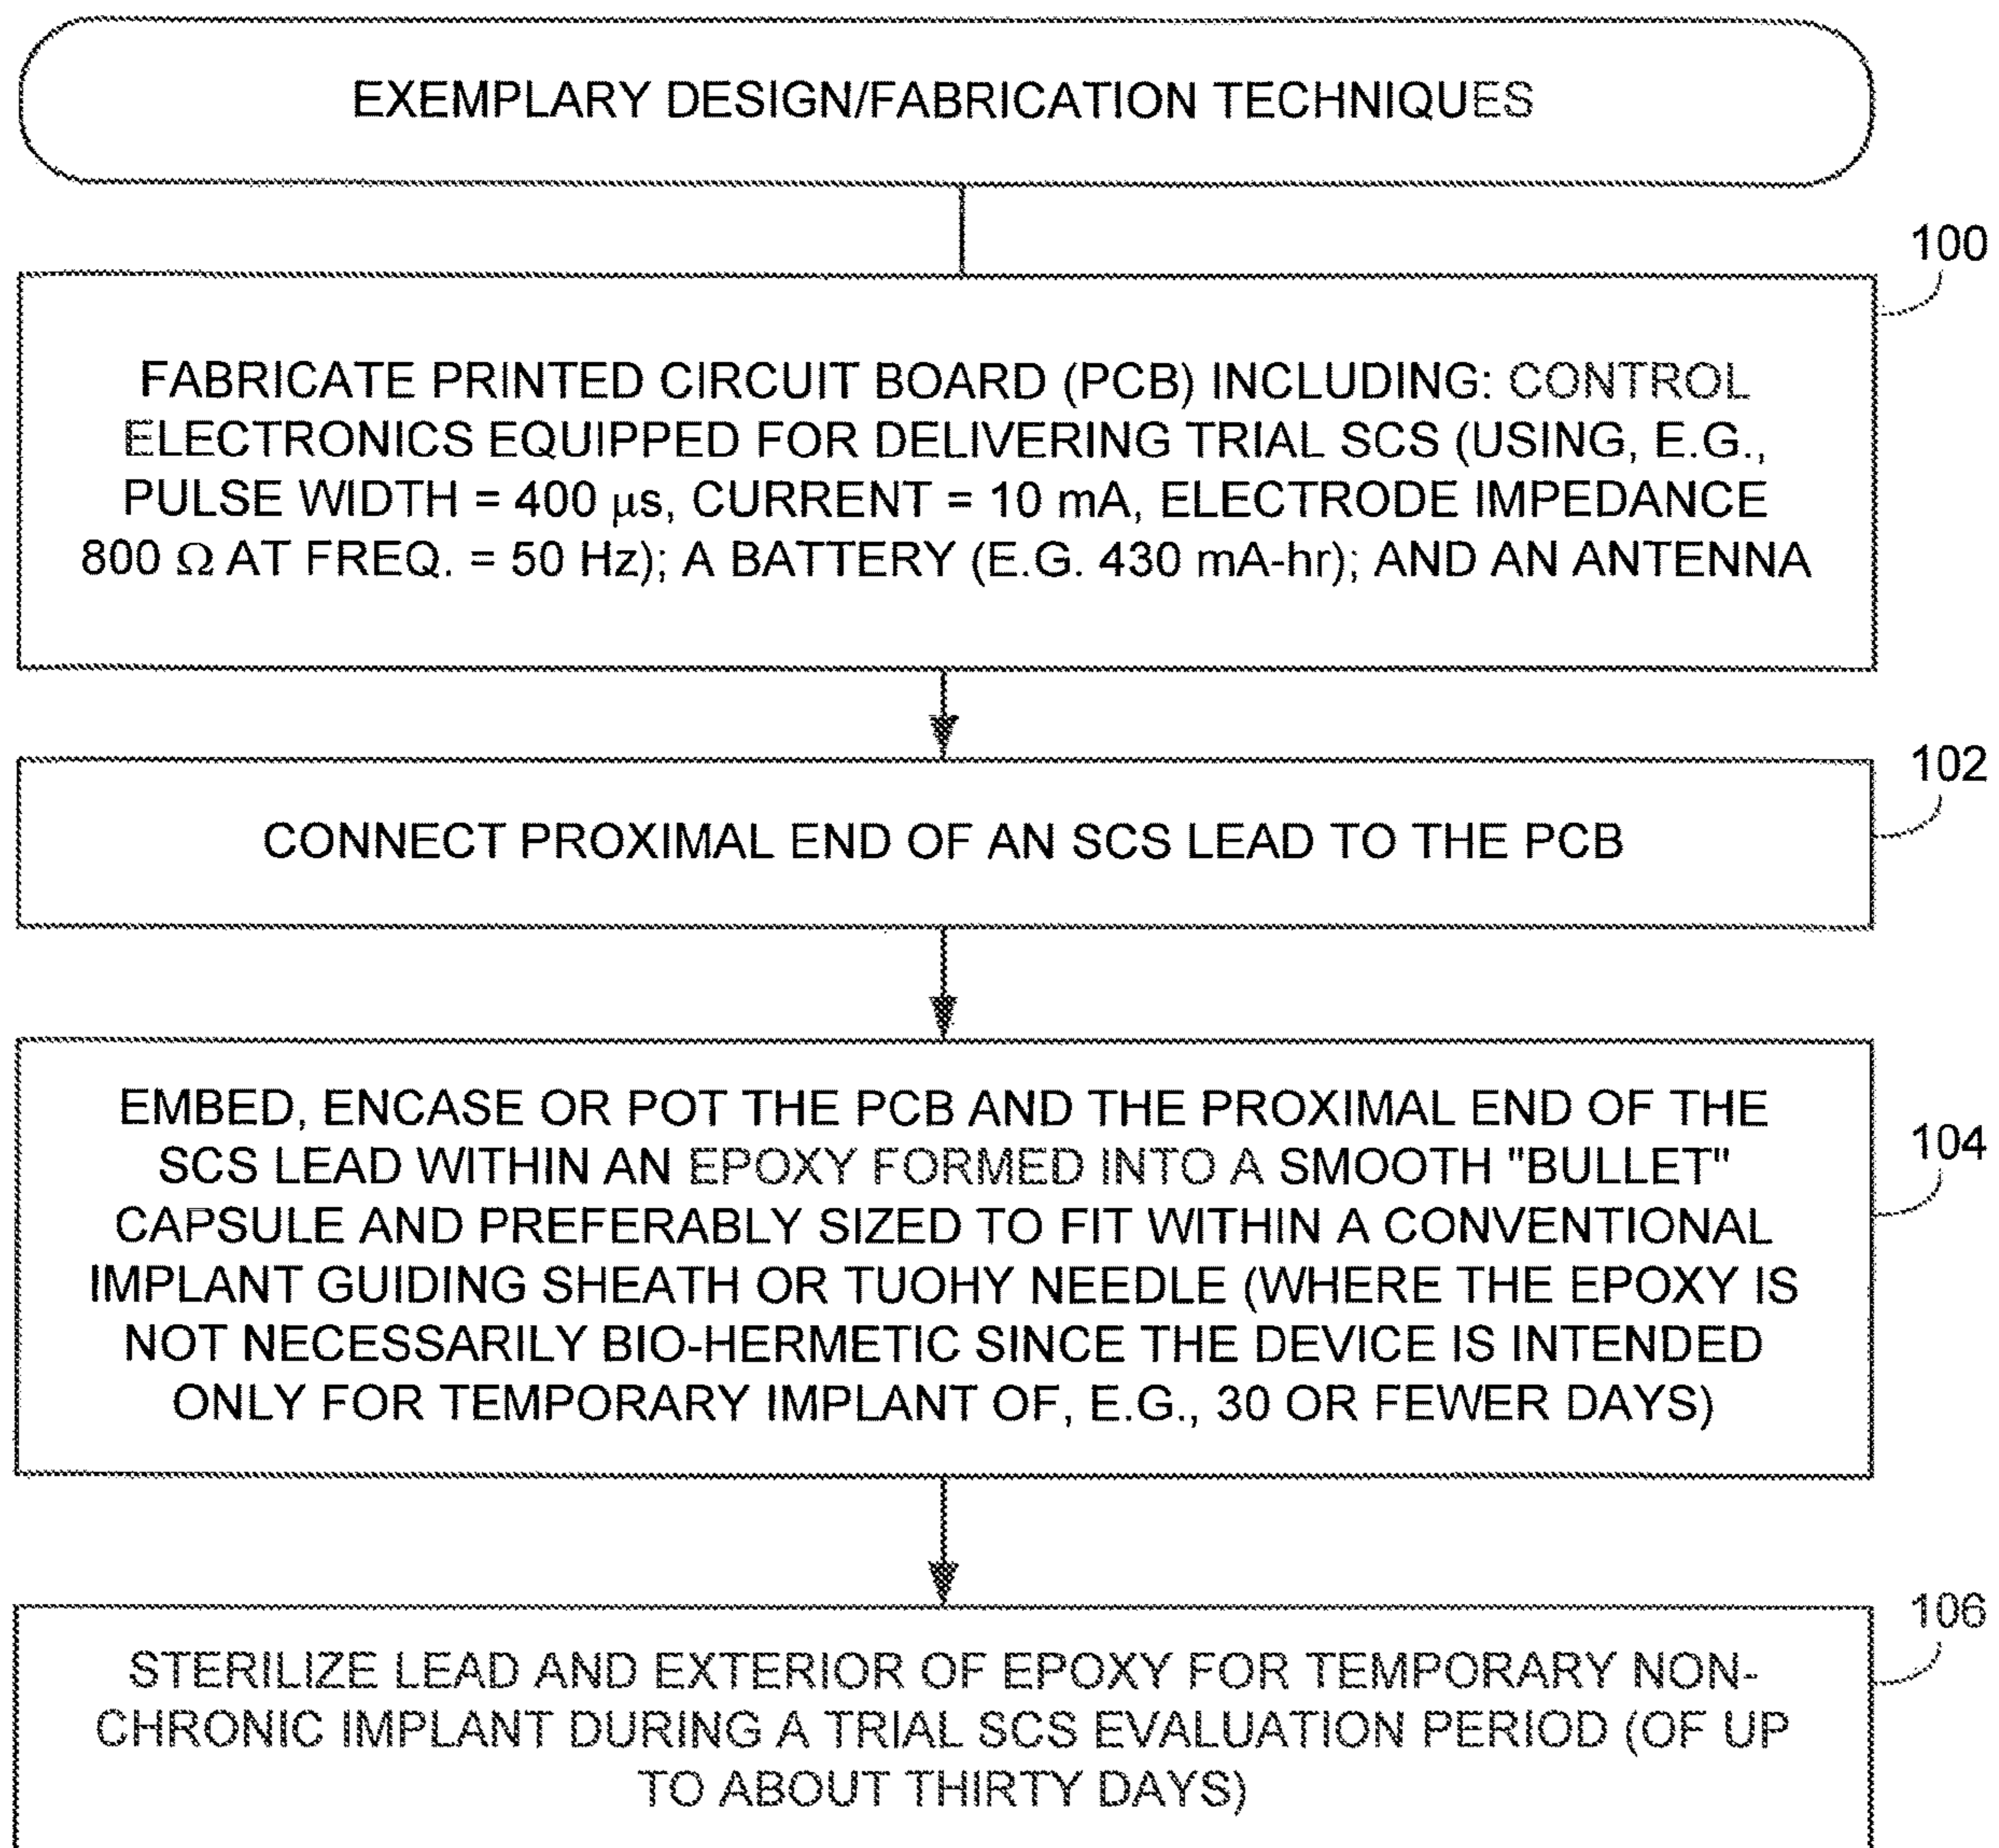 EXEMPLARY DESIGN/FABRICATION TECHNIQUES
100
FABRICATE PRINTED CIRCUIT BOARD (PCB) INCLUDING: CONTROL
ELECTRONICS EQUIPPED FOR DELIVERING TRIAL SCS (USING, E.G.,
PULSE WIDTH = 400 μs, CURRENT = 10 mA, ELECTRODE IMPEDANCE
800 Ω AT FREQ. = 50 Hz); A BATTERY (E.G. 430 mA-hr); AND AN ANTENNA
102
CONNECT PROXIMAL END OF AN SCS LEAD TO THE PCB
104
EMBED, ENCASE OR POT THE PCB AND THE PROXIMAL END OF THE
SCS LEAD WITHIN AN EPOXY FORMED INTO A SMOOTH "BULLET"
CAPSULE AND PREFERABLY SIZED TO FIT WITHIN A CONVENTIONAL
IMPLANT GUIDING SHEATH OR TUOHY NEEDLE (WHERE THE EPOXY IS
NOT NECESSARILY BIO-HERMETIC SINCE THE DEVICE IS INTENDED
ONLY FOR TEMPORARY IMPLANT OF, E.G., 30 OR FEWER DAYS)
106
STERILIZE LEAD AND EXTERIOR OF EPOXY FOR TEMPORARY NON-
CHRONIC IMPLANT DURING A TRIAL SCS EVALUATION PERIOD (OF UP
TO ABOUT THIRTY DAYS)